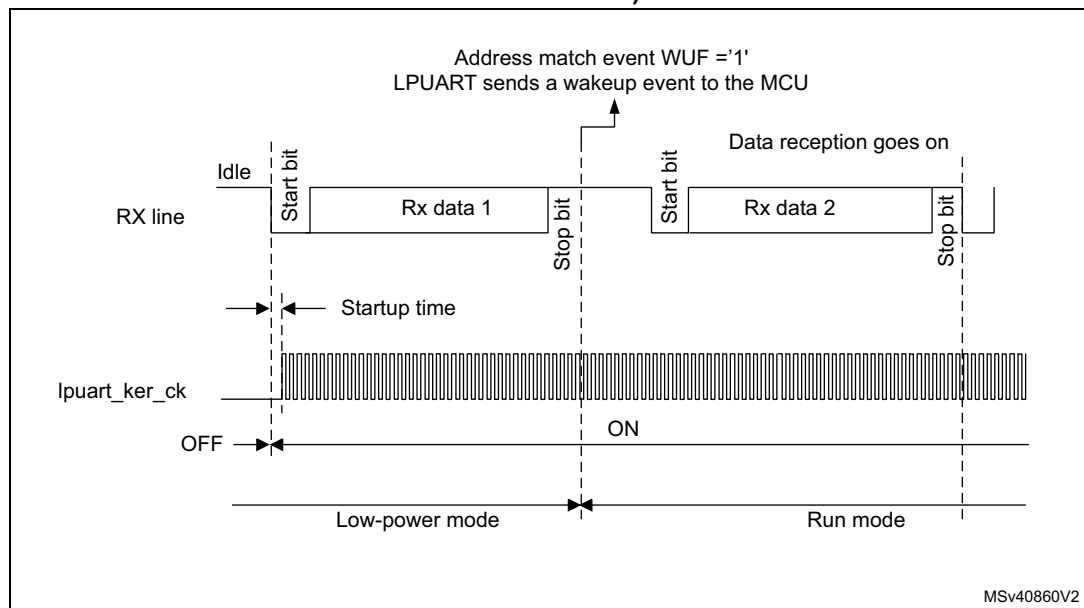 Address match event WUF ='1'
LPUART sends a wakeup event to the MCU
Data reception goes on
Idle
Start bit
Start bit
RX line
Rx data 1
Rx data 2
Stop bit
Stop bit
Startup time
lpuart_ker_ck
ON
OFF
Low-power mode
Run mode
MSv40860V2